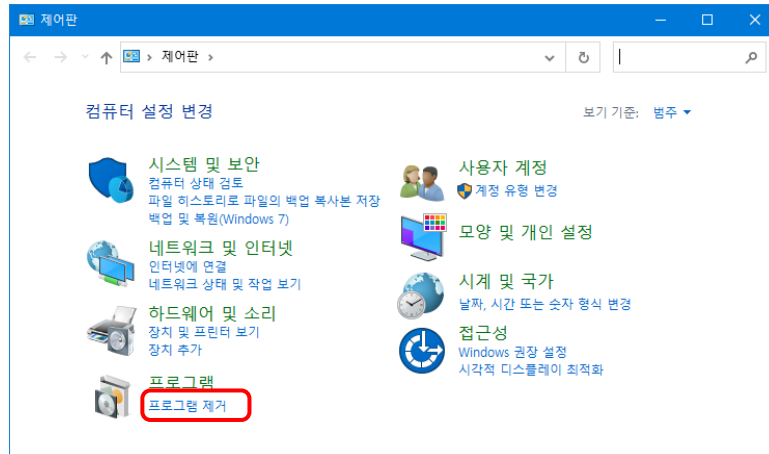 제어판
제어판
컴퓨터 설정 변경
보기 기준: 범주
시스템 및 보안
컴퓨터 상태 검토
파일 히스토리로 파일의 백업 복사본 저장
백업 및 복원(Windows 7)
네트워크 및 인터넷
인터넷에 연결
네트워크 상태 및 작업 보기
하드웨어 및 소리
장치 및 프린터 보기
장치 추가
프로그램
프로그램 제거
사용자 계정
계정 유형 변경
모양 및 개인 설정
시계 및 국가
날짜, 시간 또는 숫자 형식 변경
접근성
Windows 권장 설정
시각적 디스플레이 최적화